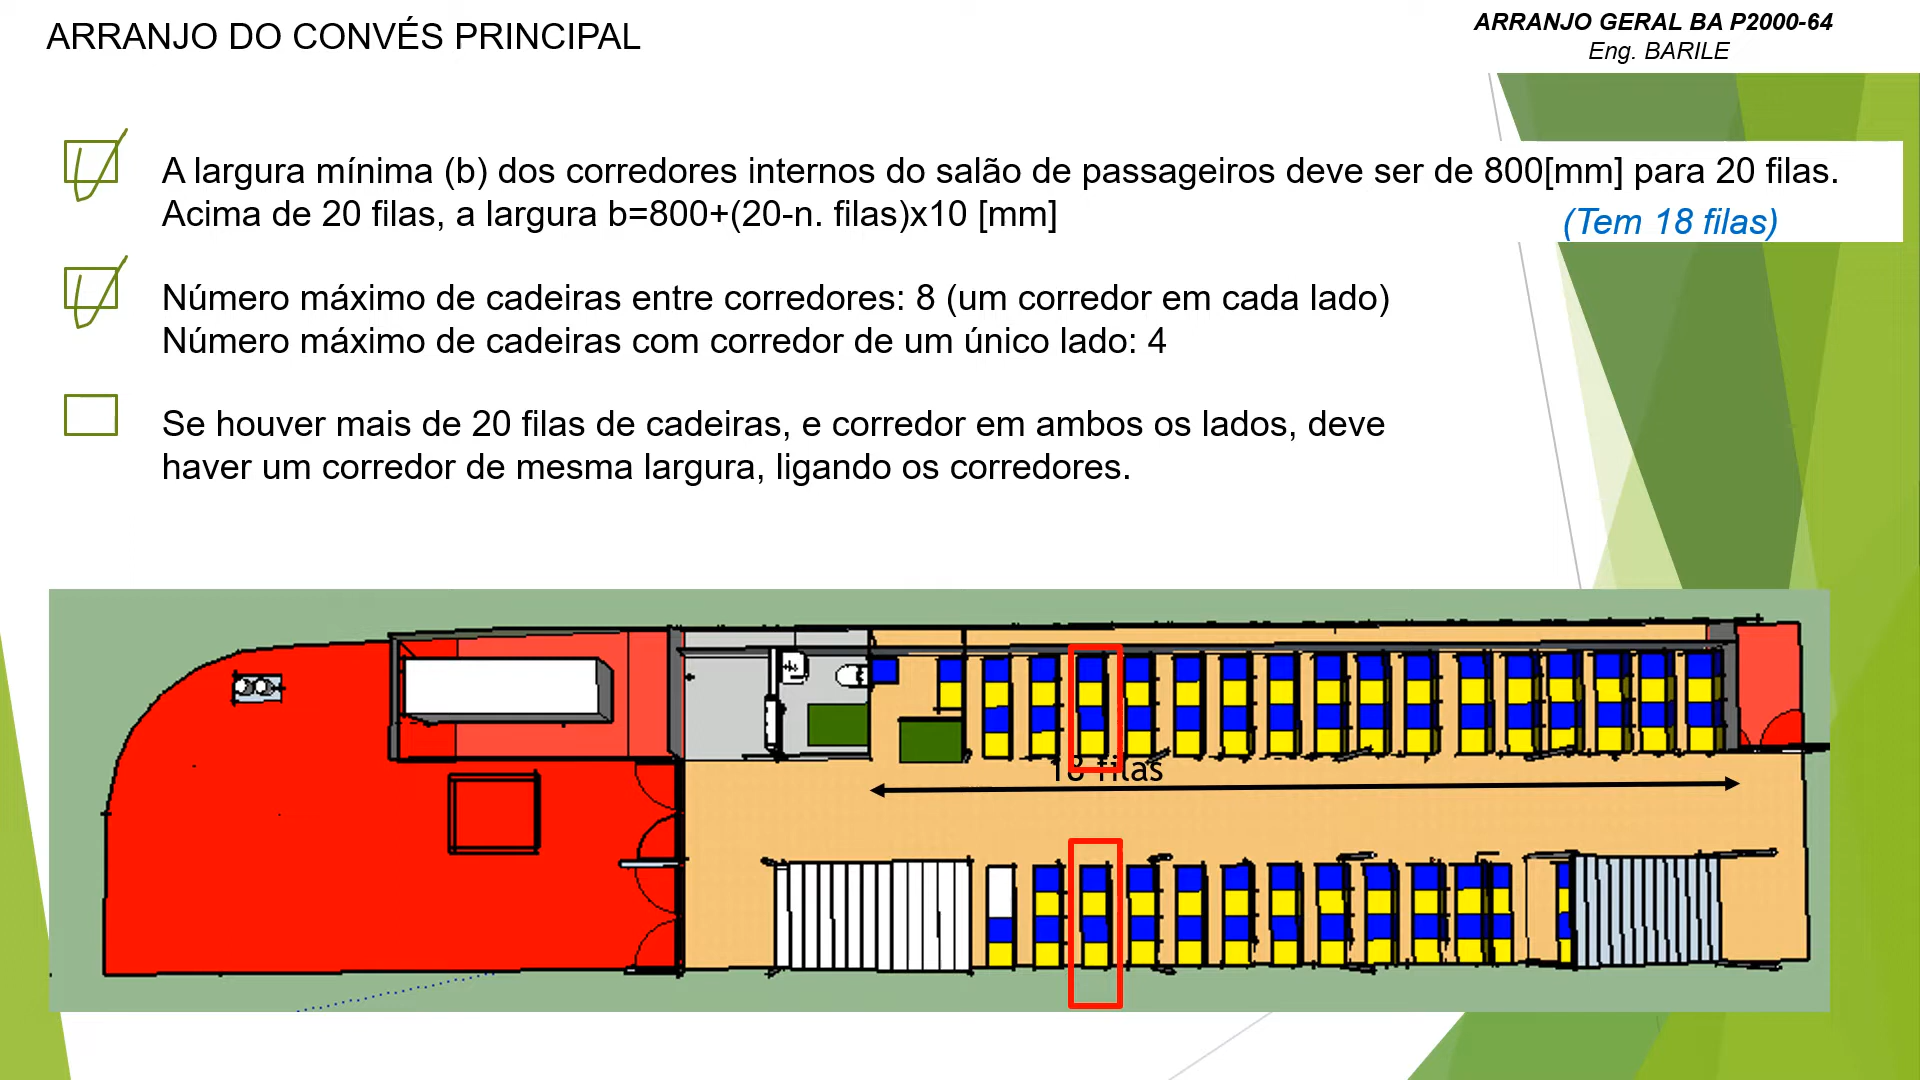 ARRANJO DO CONVÉS PRINCIPAL
ARRANJO GERAL BA P2000-64
Eng. BARILE
A largura mínima (b) dos corredores internos do salão de passageiros deve ser de 800[mm] para 20 filas.
Acima de 20 filas, a largura b=800+(20-n. filas)x10 [mm]
(Tem 18 filas)
Número máximo de cadeiras entre corredores: 8 (um corredor em cada lado)
Número máximo de cadeiras com corredor de um único lado: 4
Se houver mais de 20 filas de cadeiras, e corredor em ambos os lados, deve
haver um corredor de mesma largura, ligando os corredores.
18 filas